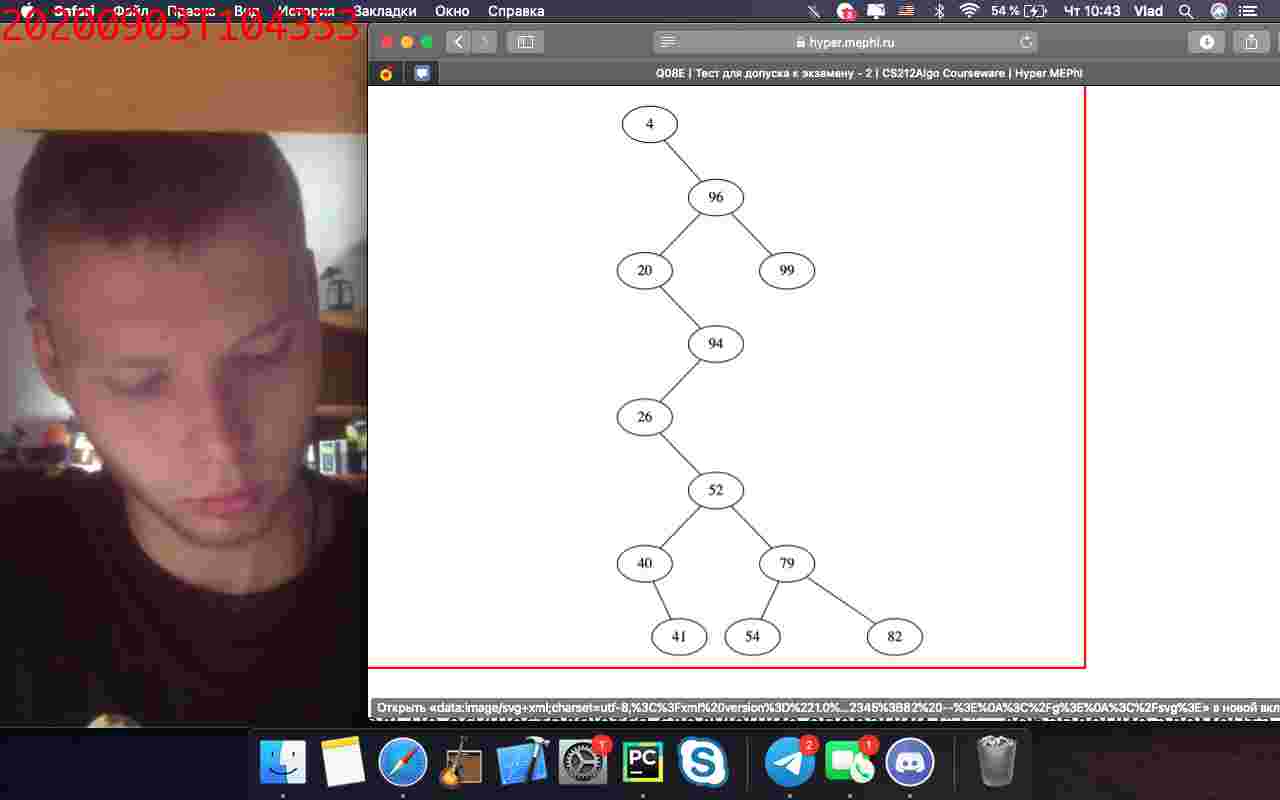 20200903T104353
Safari Файл Правка Вид История Закладки Окно Справка 54 % Чт 10:43 Vlad
hyper.mephi.ru
Q08E | Тест для допуска к экзамену - 2 | CS212Algo Courseware | Hyper.MEPhI
4
96
20 99
94
26
52
40 79
41 54 82
Открыть «data:image/svg+xml;charset=utf-8,%3C%3Fxml%20version%3D%221.0%...2345%3B82%20--%3E%0A%3C%2Fg%3E%0A%3C%2Fsvg%3E» в новой вкл
1 PC S 2 1